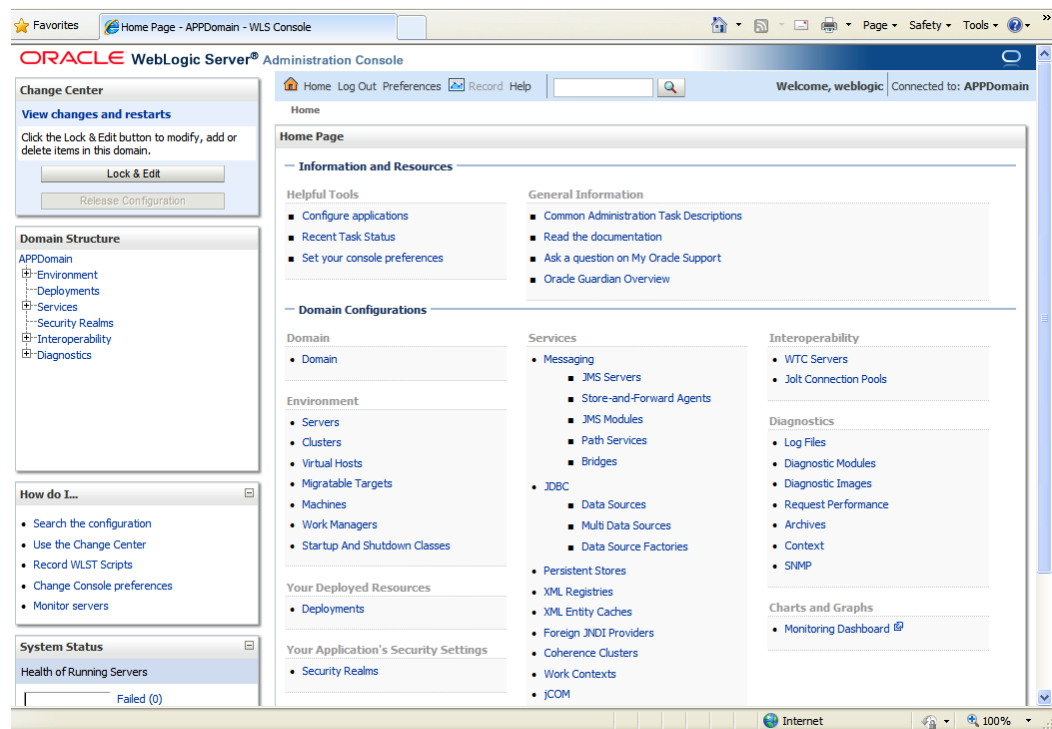 Favorites
Home Page - APPDomain - WLS Console
Page
Safety
Tools
»
ORACLE WebLogic Server® Administration Console
Change Center
View changes and restarts
Click the Lock & Edit button to modify, add or
delete items in this domain.
Lock & Edit
Release Configuration
Domain Structure
APPDomain
Environment
Deployments
Services
Security Realms
Interoperability
Diagnostics
How do I...
Search the configuration
Use the Change Center
Record WLST Scripts
Change Console preferences
Monitor servers
System Status
Health of Running Servers
Failed (0)
Home Log Out Preferences Record Help
Welcome, weblogic Connected to: APPDomain
Home
Home Page
Information and Resources
Helpful Tools
Configure applications
Recent Task Status
Set your console preferences
General Information
Common Administration Task Descriptions
Read the documentation
Ask a question on My Oracle Support
Oracle Guardian Overview
Domain Configurations
Domain
Domain
Environment
Servers
Clusters
Virtual Hosts
Migratable Targets
Machines
Work Managers
Startup And Shutdown Classes
Your Deployed Resources
Deployments
Your Application's Security Settings
Security Realms
Services
Messaging
JMS Servers
Store-and-Forward Agents
JMS Modules
Path Services
Bridges
JDBC
Data Sources
Multi Data Sources
Data Source Factories
Persistent Stores
XML Registries
XML Entity Caches
Foreign JNDI Providers
Coherence Clusters
Work Contexts
jCOM
Interoperability
WTC Servers
Jolt Connection Pools
Diagnostics
Log Files
Diagnostic Modules
Diagnostic Images
Request Performance
Archives
Context
SNMP
Charts and Graphs
Monitoring Dashboard
Internet
100%